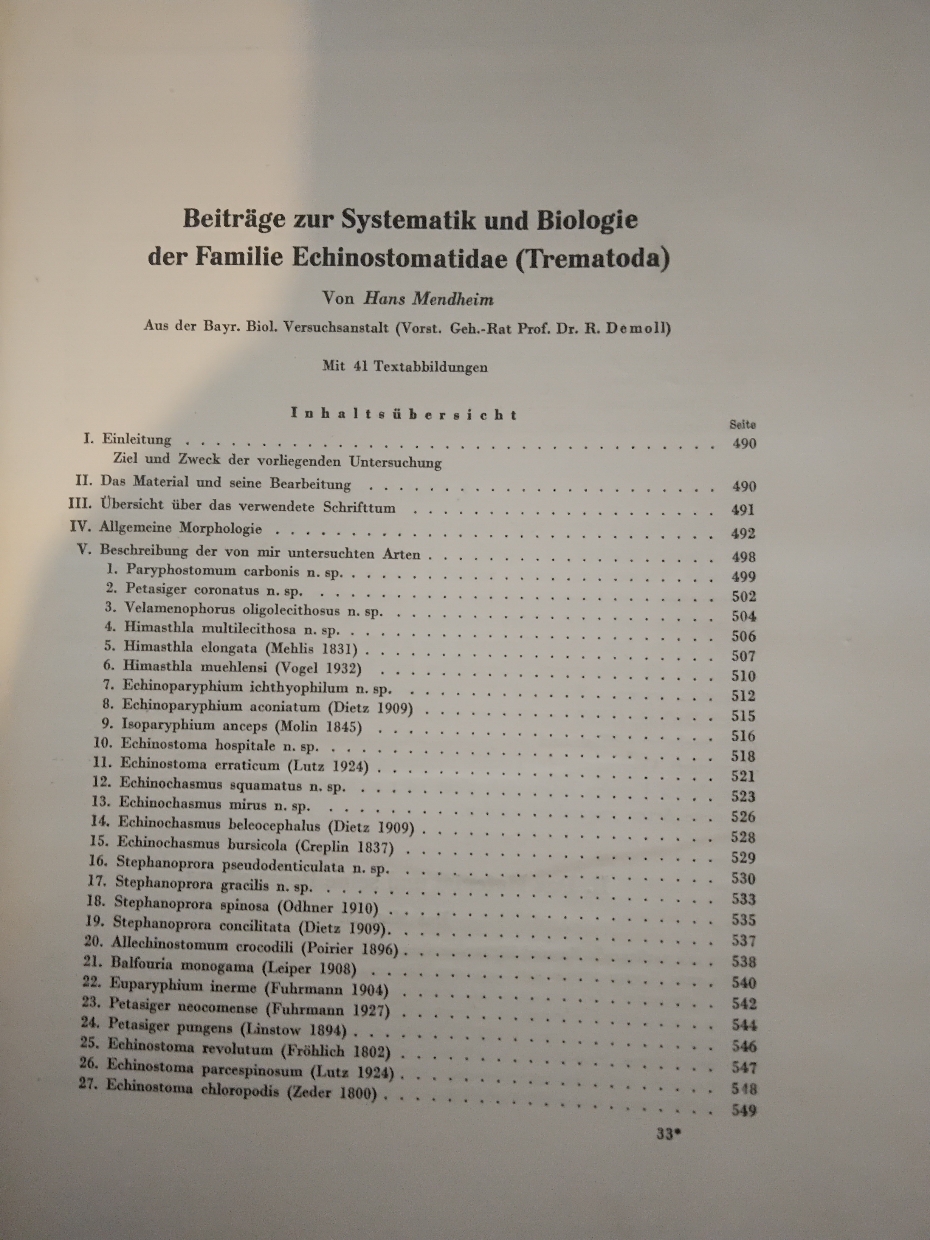 Beiträge zur Systematik und Biologie
der Familie Echinostomatidae (Trematoda)
Von Hans Mendheim
Aus der Bayr. Biol. Versuchsanstalt (Vorst. Geh.-Rat Prof. Dr. R. Demoll)
Mit 41 Textabbildungen
Inhaltsübersicht
Seite
I. Einleitung . . . . . . . . . . 490
Ziel und Zweck der vorliegenden Untersuchung
II. Das Material und seine Bearbeitung . . . . . . . . . . 490
III. Übersicht über das verwendete Schrifttum . . . . . . . . . . 491
IV. Allgemeine Morphologie . . . . . . . . . . 492
V. Beschreibung der von mir untersuchten Arten . . . . . . . . . . 498
1. Paryphostomum carbonis n. sp. . . . . . . . . . . 499
2. Petasiger coronatus n. sp. . . . . . . . . . . 502
3. Velamenophorus oligolecithosus n. sp. . . . . . . . . . . 504
4. Himasthla multilecithosa n. sp. . . . . . . . . . . 506
5. Himasthla elongata (Mehlis 1831) . . . . . . . . . . 507
6. Himasthla muehlensi (Vogel 1932) . . . . . . . . . . 510
7. Echinoparyphium ichthyophilum n. sp. . . . . . . . . . . 512
8. Echinoparyphium aconiatum (Dietz 1909) . . . . . . . . . . 515
9. Isoparyphium anceps (Molin 1845) . . . . . . . . . . 516
10. Echinostoma hospitale n. sp. . . . . . . . . . . 518
11. Echinostoma erraticum (Lutz 1924) . . . . . . . . . . 521
12. Echinochasmus squamatus n. sp. . . . . . . . . . . 523
13. Echinochasmus mirus n. sp. . . . . . . . . . . 526
14. Echinochasmus beleocephalus (Dietz 1909) . . . . . . . . . . 528
15. Echinochasmus bursicola (Creplin 1837) . . . . . . . . . . 529
16. Stephanoprora pseudodenticulata n. sp. . . . . . . . . . . 530
17. Stephanoprora gracilis n. sp. . . . . . . . . . . 533
18. Stephanoprora spinosa (Odhner 1910) . . . . . . . . . . 535
19. Stephanoprora concilitata (Dietz 1909). . . . . . . . . . 537
20. Allechinostomum crocodili (Poirier 1896) . . . . . . . . . . 538
21. Balfouria monogama (Leiper 1908) . . . . . . . . . . 540
22. Euparyphium inerme (Fuhrmann 1904) . . . . . . . . . . 542
23. Petasiger neocomense (Fuhrmann 1927) . . . . . . . . . . 544
24. Petasiger pungens (Linstow 1894) . . . . . . . . . . 546
25. Echinostoma revolutum (Fröhlich 1802) . . . . . . . . . . 547
26. Echinostoma parcespinosum (Lutz 1924) . . . . . . . . . . 548
27. Echinostoma chloropodis (Zeder 1800) . . . . . . . . . . 549
33*